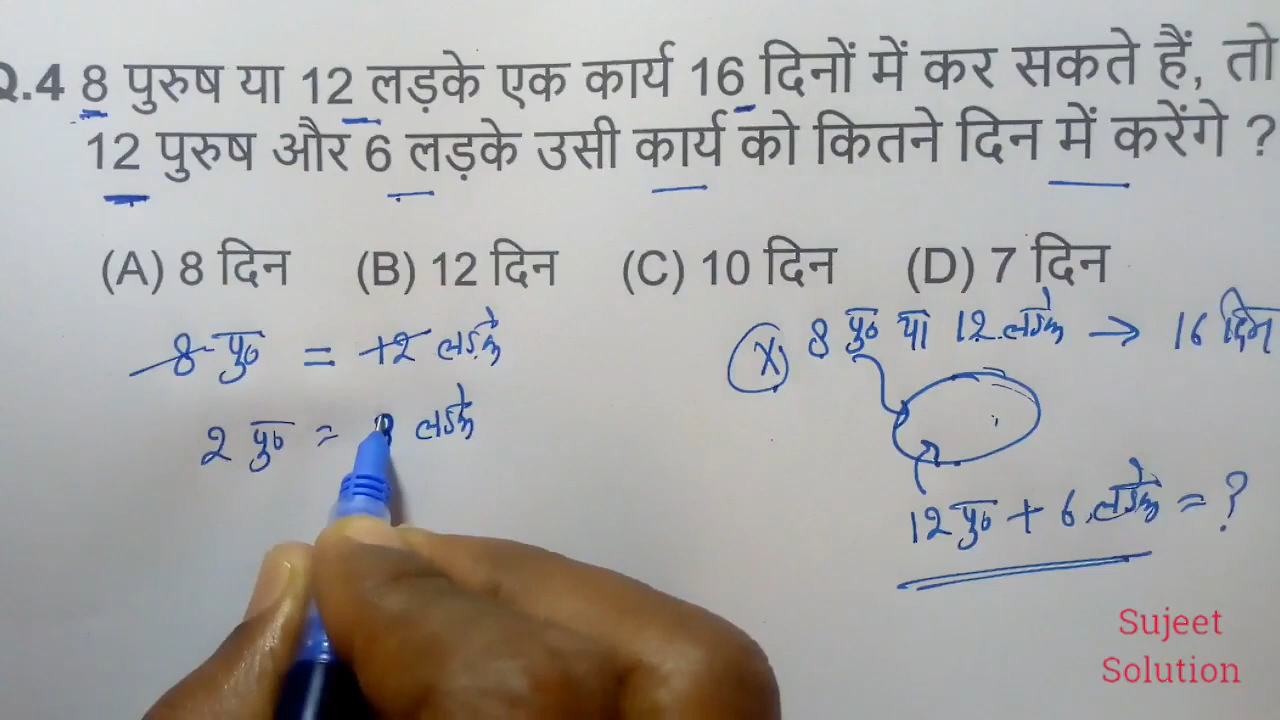 Q.4 8 पुरुष या 12 लड़के एक कार्य 16 दिनों में कर सकते हैं, तो
12 पुरुष और 6 लड़के उसी कार्य को कितने दिन में करेंगे ?
(A) 8 दिन (B) 12 दिन (C) 10 दिन (D) 7 दिन
8 पु० = 12 लड़के
2 पु० = 3 लड़के
X 8 पु० या 12 लड़के → 16 दिन
12 पु० + 6 लड़के = ?
Sujeet
Solution